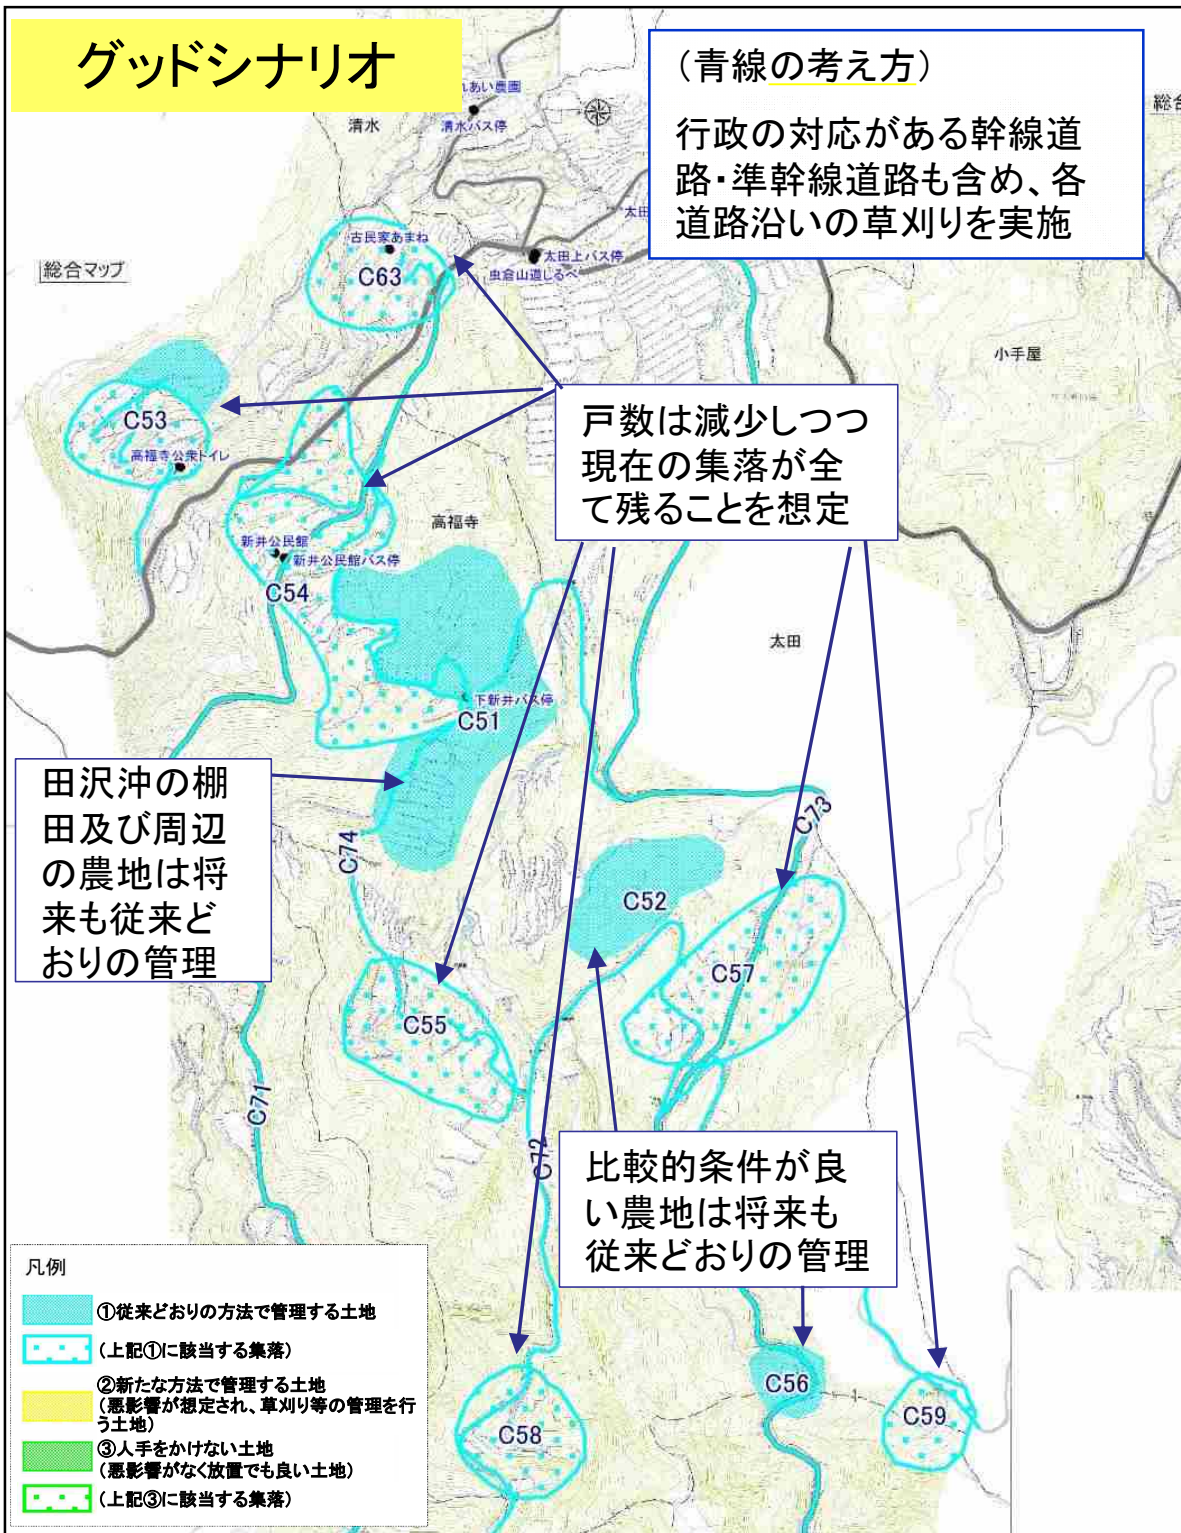 グッドシナリオ
（青線の考え方）
行政の対応がある幹線道
路・準幹線道路も含め、各
道路沿いの草刈りを実施
れあい農園
清水
清水バス停
総合
太田
古民家あまね
太田上バス停
虫倉山道しるべ
C63
総合マップ
小手屋
戸数は減少しつつ
現在の集落が全
て残ることを想定
C53
高福寺公衆トイレ
高福寺
新井公民館
新井公民館バス停
C54
太田
下新井バス停
C51
田沢沖の棚
田及び周辺
の農地は将
来も従来ど
おりの管理
C73
C74
C52
C57
C55
C71
C72
比較的条件が良
い農地は将来も
従来どおりの管理
C56
C59
C58
凡例
①従来どおりの方法で管理する土地
（上記①に該当する集落）
②新たな方法で管理する土地
（悪影響が想定され、草刈り等の管理を行
う土地）
③人手をかけない土地
（悪影響がなく放置でも良い土地）
（上記③に該当する集落）